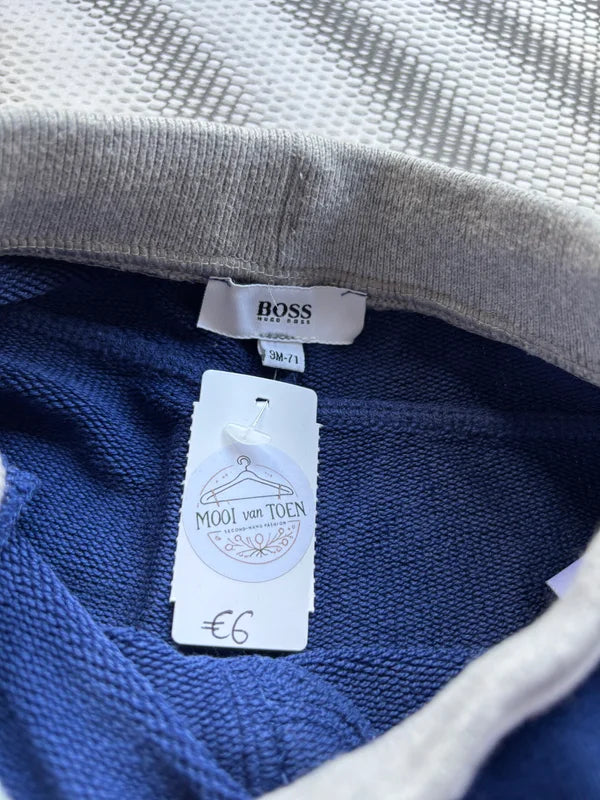 BOSS
HUGO BOSS
9M-71
MOOI van TOEN
SECOND-HAND FASHION
€6